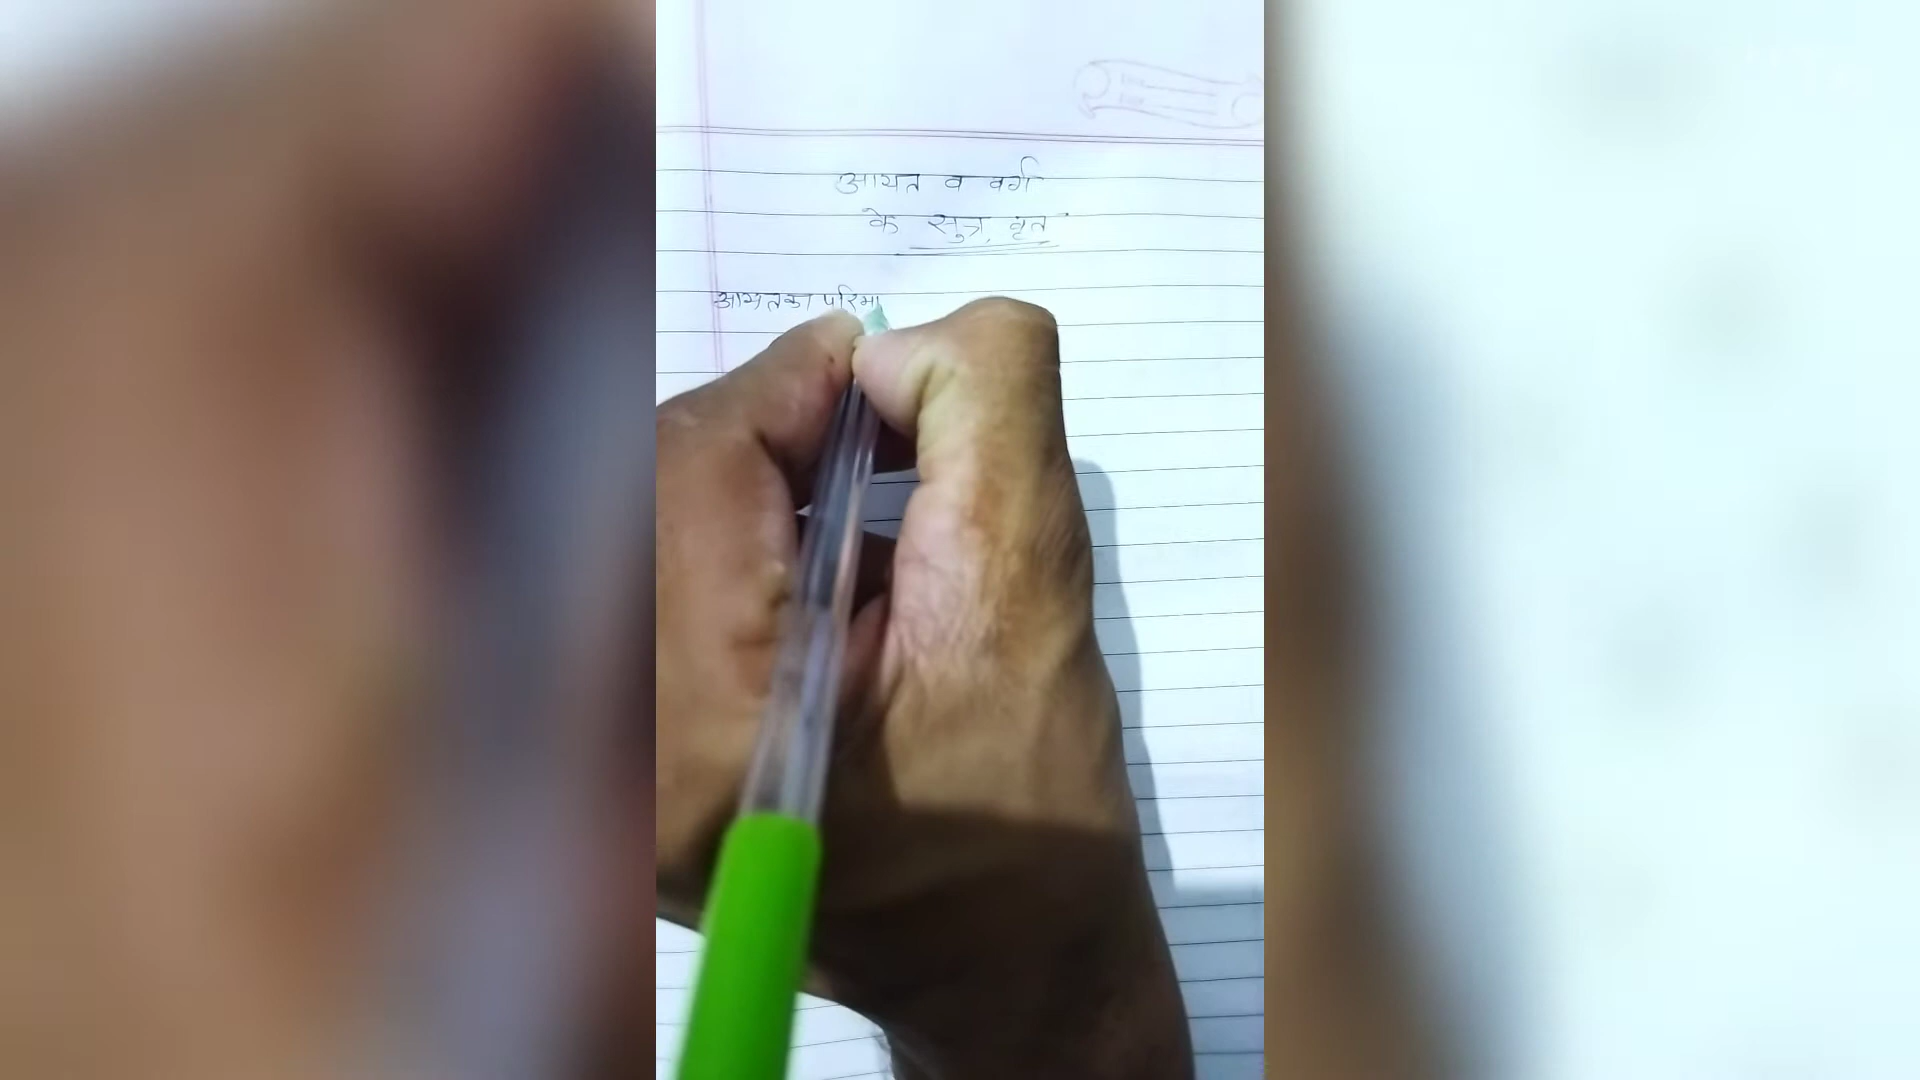 आयत व वर्ग
के सुत्र, वृत
आयत का परिमा